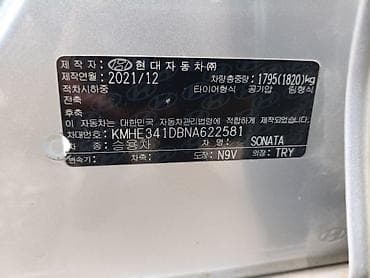 제 작 자 : 현대자동차㈜
제작연월 : 2021/12 차량총중량 : 1795(1820)kg
적차시하중 타이어형식 공기압 림형식
전축
후축
이 자동차는 대한민국 자동차관리법령에 적합하게 제작되었습니다.
차대번호: KMHE341DBNA622581
차 종: 승용차 차 명: SONATA
변속기: 도장: N9V 의장: TRY